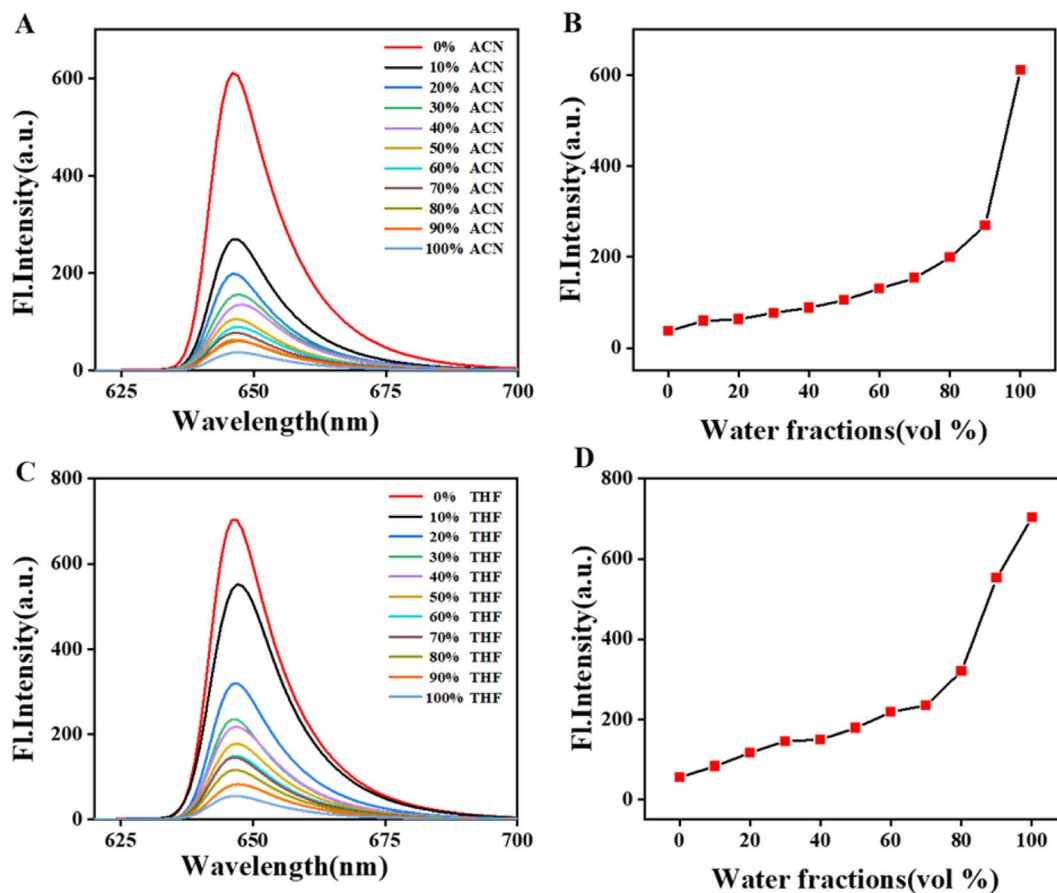 A
Fl.Intensity(a.u.)
600
400
200
0
625
650
675
700
Wavelength(nm)
0% ACN
10% ACN
20% ACN
30% ACN
40% ACN
50% ACN
60% ACN
70% ACN
80% ACN
90% ACN
100% ACN
B
Fl.Intensity(a.u.)
600
400
200
0
0
20
40
60
80
100
Water fractions(vol %)
C
Fl.Intensity(a.u.)
800
600
400
200
0
625
650
675
700
Wavelength(nm)
0% THF
10% THF
20% THF
30% THF
40% THF
50% THF
60% THF
70% THF
80% THF
90% THF
100% THF
D
Fl.Intensity(a.u.)
800
600
400
200
0
0
20
40
60
80
100
Water fractions(vol %)